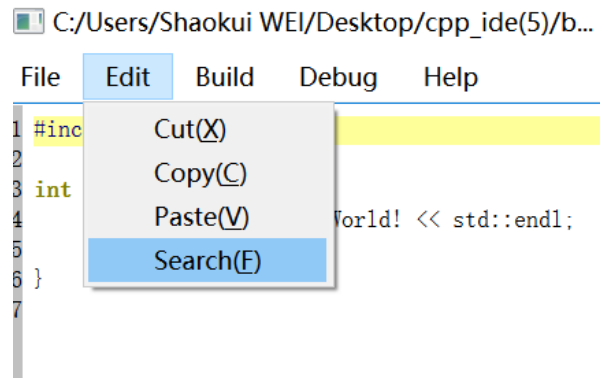 C:/Users/Shaokui WEI/Desktop/cpp_ide(5)/b...
File Edit Build Debug Help
1 #inc
Cut(X)
2
Copy(C)
3 int
Paste(V)
4 World! << std::endl;
5
Search(F)
6 }
7